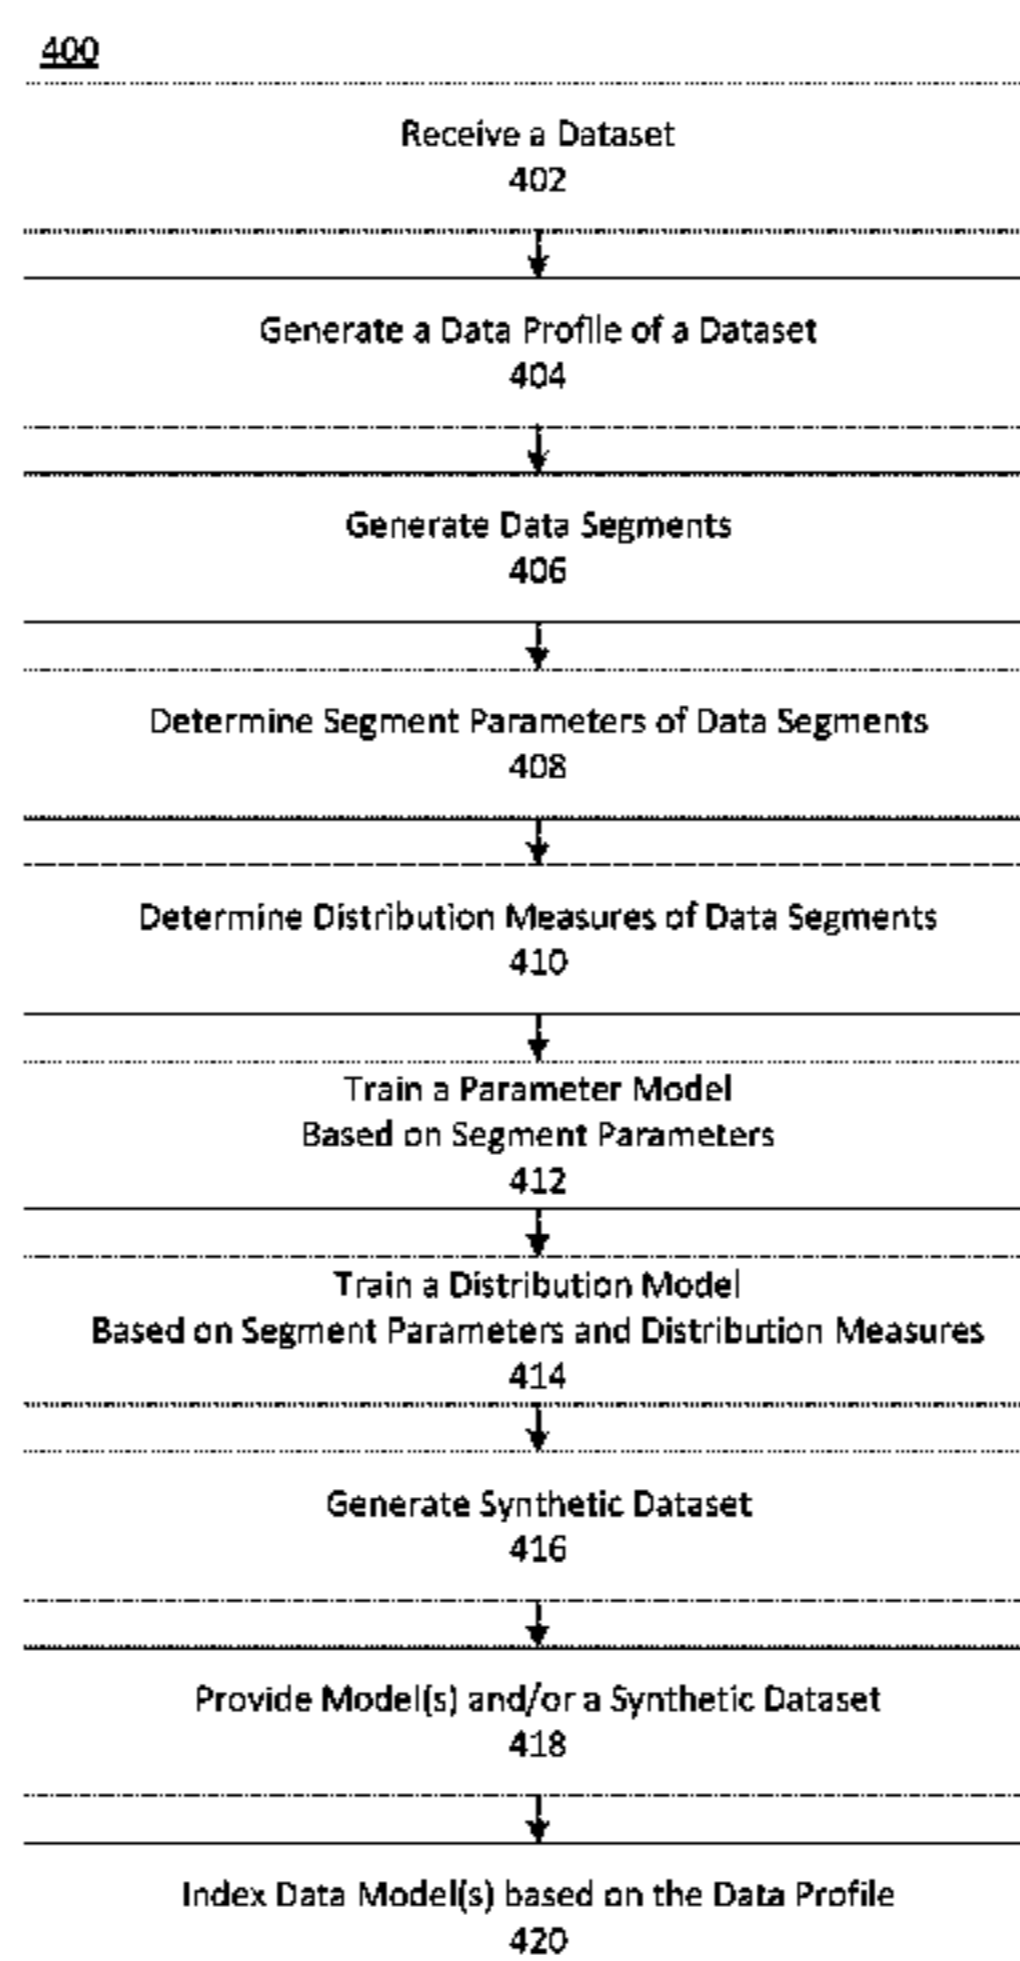 400
Receive a Dataset
402
Generate a Data Profile of a Dataset
404
Generate Data Segments
406
Determine Segment Parameters of Data Segments
408
Determine Distribution Measures of Data Segments
410
Train a Parameter Model
Based on Segment Parameters
412
Train a Distribution Model
Based on Segment Parameters and Distribution Measures
414
Generate Synthetic Dataset
416
Provide Model(s) and/or a Synthetic Dataset
418
Index Data Model(s) based on the Data Profile
420